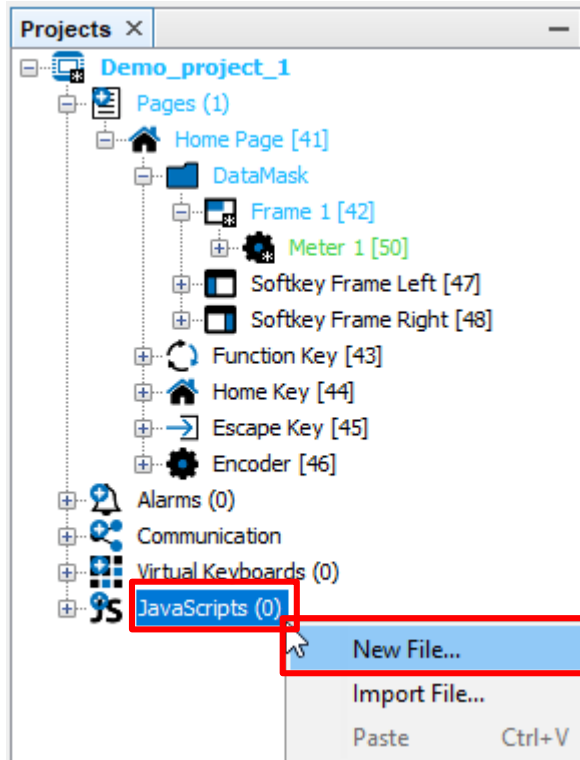 Projects
Demo_project_1
Pages (1)
Home Page [41]
DataMask
Frame 1 [42]
Meter 1 [50]
Softkey Frame Left [47]
Softkey Frame Right [48]
Function Key [43]
Home Key [44]
Escape Key [45]
Encoder [46]
Alarms (0)
Communication
Virtual Keyboards (0)
JS JavaScripts (0)
New File...
Import File...
Paste Ctrl+V